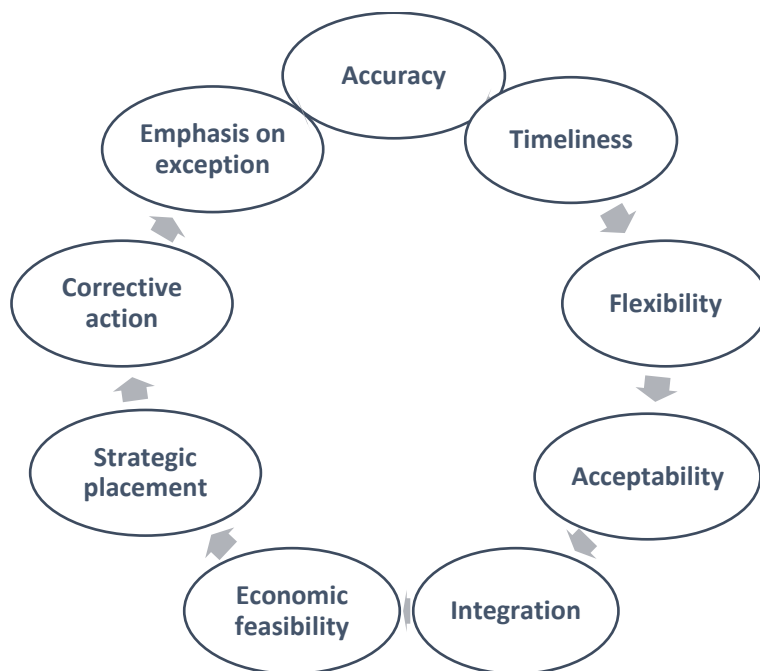 Accuracy
Timeliness
Flexibility
Acceptability
Integration
Economic
feasibility
Strategic
placement
Corrective
action
Emphasis on
exception